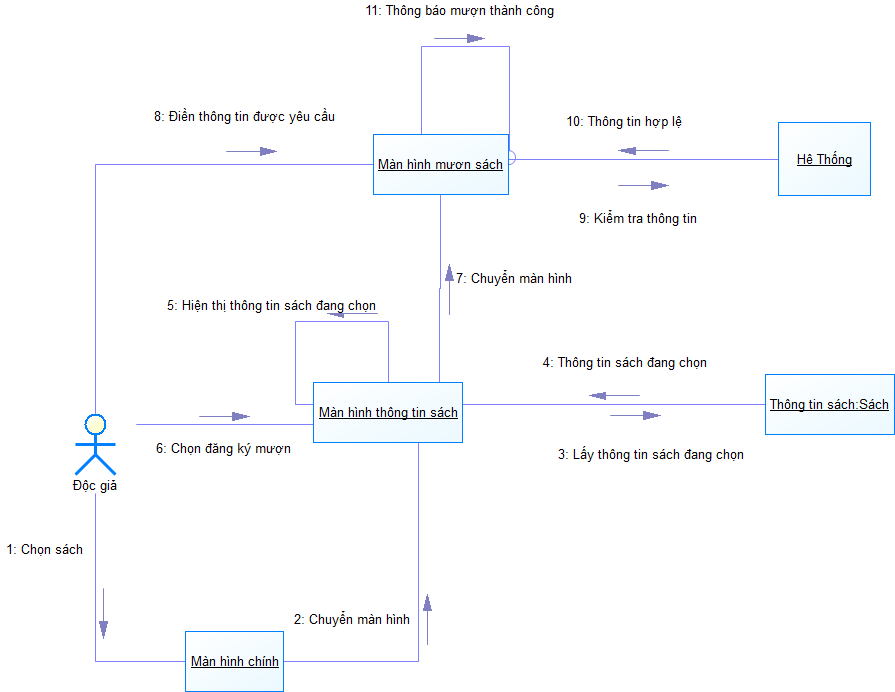 11: Thông báo mượn thành công
8: Điền thông tin được yêu cầu
10: Thông tin hợp lệ
Màn hình mượn sách
Hê Thống
9: Kiểm tra thông tin
7: Chuyển màn hình
5: Hiện thị thông tin sách đang chọn
4: Thông tin sách đang chọn
Màn hình thông tin sách
Thông tin sách:Sách
6: Chọn đăng ký mượn
3: Lấy thông tin sách đang chọn
Độc giả
1: Chọn sách
2: Chuyển màn hình
Màn hình chính